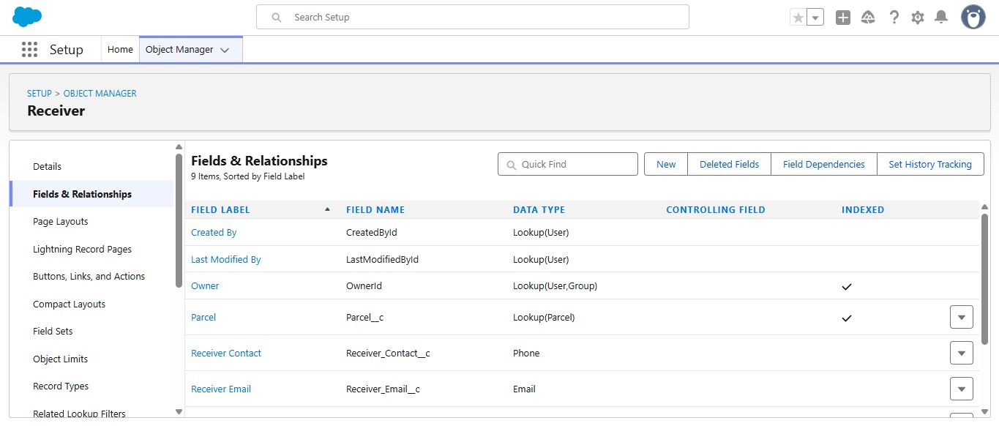 Search Setup
Setup
Home
Object Manager
SETUP > OBJECT MANAGER
Receiver
Details
Fields & Relationships
Page Layouts
Lightning Record Pages
Buttons, Links, and Actions
Compact Layouts
Field Sets
Object Limits
Record Types
Related Lookup Filters
Fields & Relationships
9 Items, Sorted by Field Label
Quick Find
New
Deleted Fields
Field Dependencies
Set History Tracking
FIELD LABEL FIELD NAME DATA TYPE CONTROLLING FIELD INDEXED
Created By CreatedById Lookup(User)
Last Modified By LastModifiedById Lookup(User)
Owner OwnerId Lookup(User,Group)
Parcel Parcel__c Lookup(Parcel)
Receiver Contact Receiver_Contact__c Phone
Receiver Email Receiver_Email__c Email